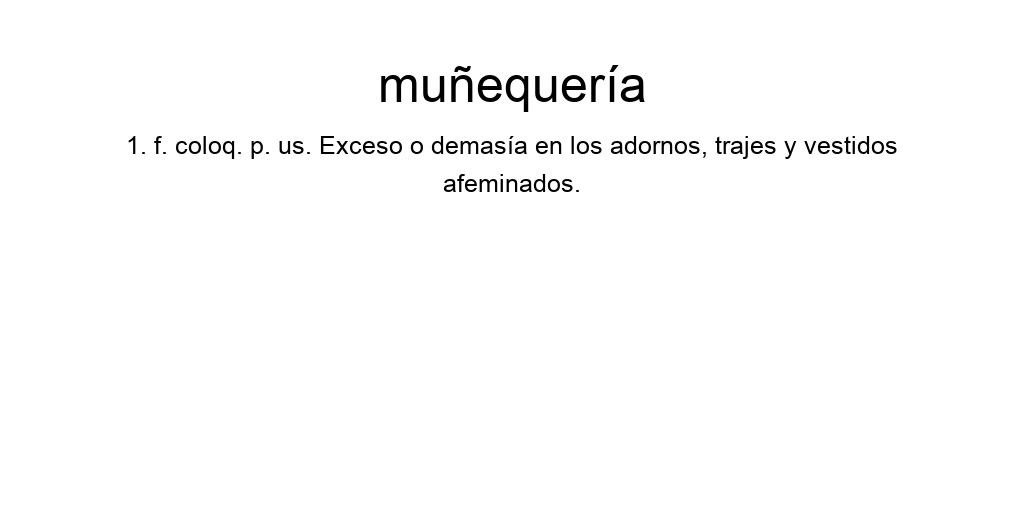 muñequería
1. f. coloq. p. us. Exceso o demasía en los adornos, trajes y vestidos
afeminados.